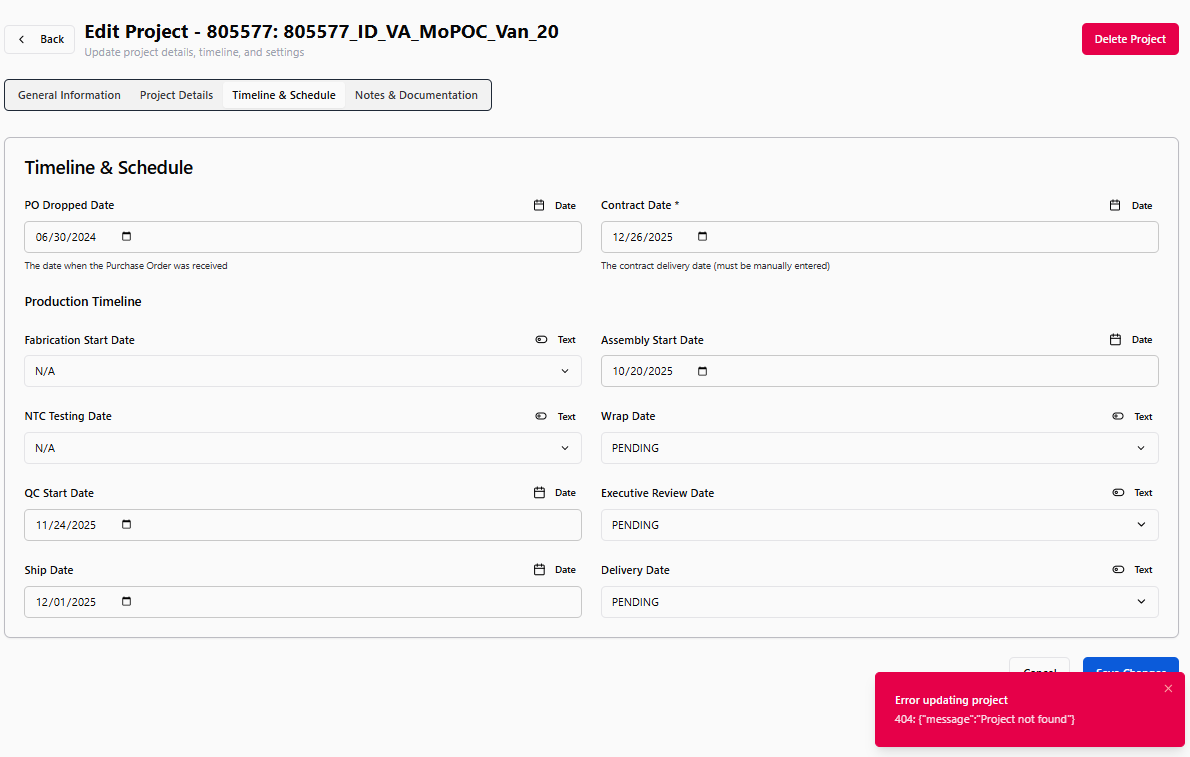 Back
Edit Project - 805577: 805577_ID_VA_MoPOC_Van_20
Update project details, timeline, and settings
Delete Project
General Information
Project Details
Timeline & Schedule
Notes & Documentation
Timeline & Schedule
PO Dropped Date
Date
06/30/2024
The date when the Purchase Order was received
Contract Date *
Date
12/26/2025
The contract delivery date (must be manually entered)
Production Timeline
Fabrication Start Date
Text
N/A
Assembly Start Date
Date
10/20/2025
NTC Testing Date
Text
N/A
Wrap Date
Text
PENDING
QC Start Date
Date
11/24/2025
Executive Review Date
Text
PENDING
Ship Date
Date
12/01/2025
Delivery Date
Text
PENDING
Cancel
Save Changes
Error updating project
404: {"message":"Project not found"}